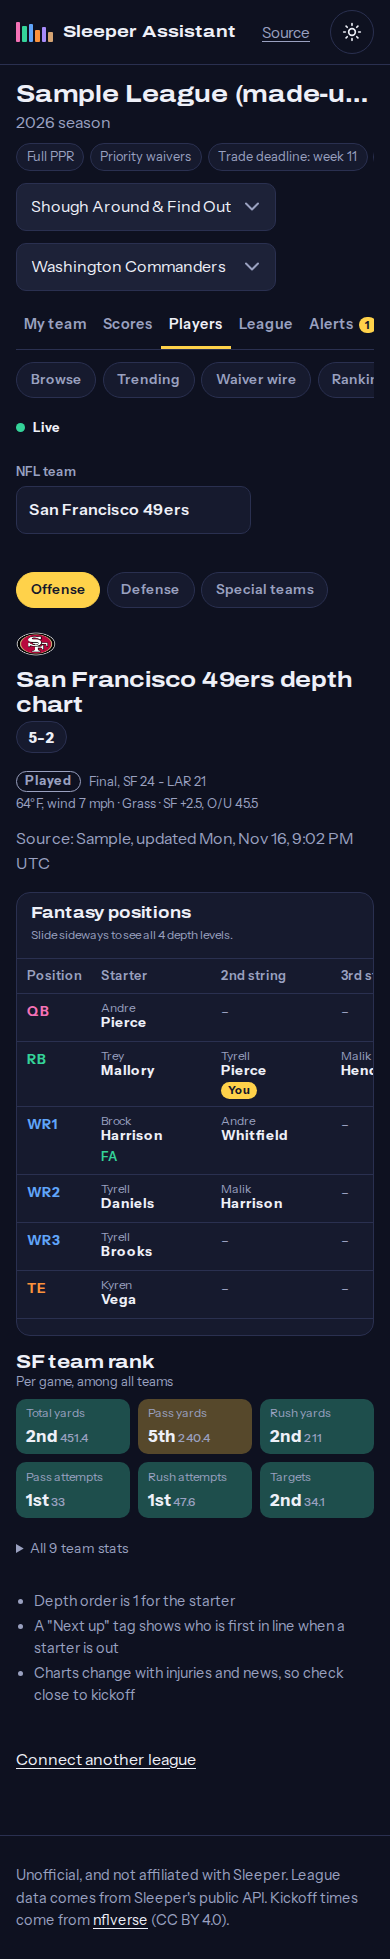 Sleeper Assistant Source
Sample League (made-u...
2026 season
Full PPR Priority waivers Trade deadline: week 11
Shough Around & Find Out
Washington Commanders
My team Scores Players League Alerts 1
Browse Trending Waiver wire
Live
NFL team
San Francisco 49ers
Offense Defense Special teams
San Francisco 49ers depth
chart
5-2
Played Final, SF 24 - LAR 21
64°F, wind 7 mph · Grass · SF +2.5, O/U 45.5
Source: Sample, updated Mon, Nov 16, 9:02 PM
UTC
Fantasy positions
Slide sideways to see all 4 depth levels.
Position Starter 2nd string 3rd
QB Andre – –
Pierce
RB Trey Tyrell Malik
Mallory Pierce
You
WR1 Brock Andre –
Harrison Whitfield
FA
WR2 Tyrell Malik –
Daniels Harrison
WR3 Tyrell – –
Brooks
TE Kyren – –
Vega
SF team rank
Per game, among all teams
Total yards Pass yards Rush yards
2nd 451.4 5th 240.4 2nd 211
Pass attempts Rush attempts Targets
1st 33 1st 47.6 2nd 34.1
All 9 team stats
Depth order is 1 for the starter
A "Next up" tag shows who is first in line when a
starter is out
Charts change with injuries and news, so check
close to kickoff
Connect another league
Unofficial, and not affiliated with Sleeper. League
data comes from Sleeper's public API. Kickoff times
come from nflverse (CC BY 4.0).